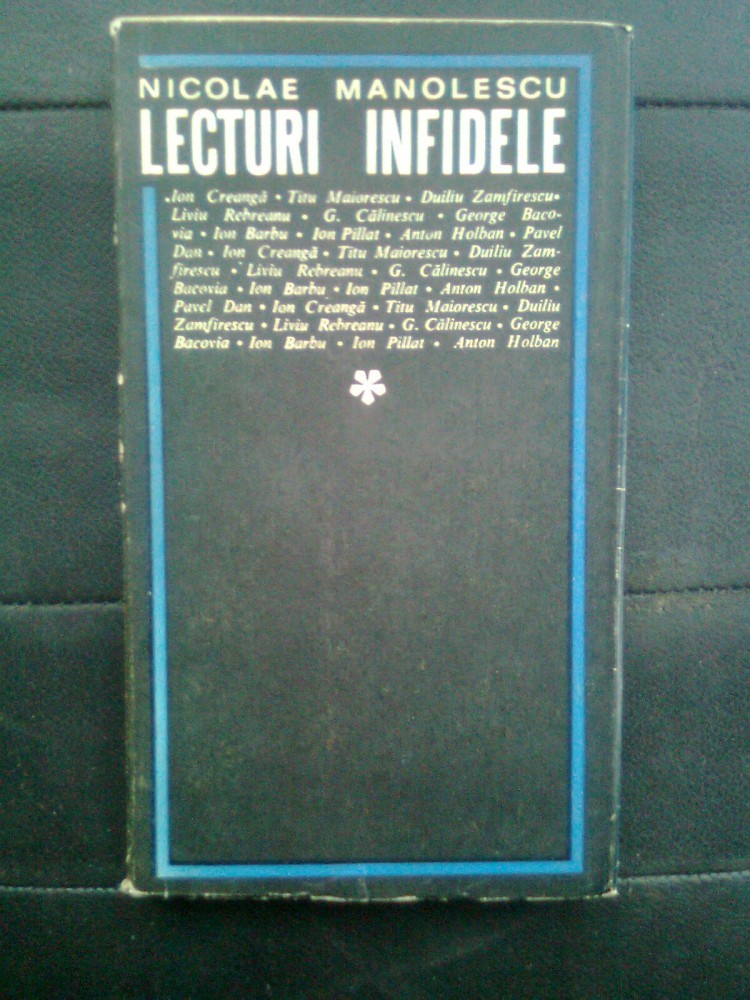 NICOLAE MANOLESCU
LECTURI INFIDELE
Ion Creangă • Titu Maiorescu • Duiliu Zamfirescu •
Liviu Rebreanu • G. Călinescu • George Baco-
via • Ion Barbu • Ion Pillat • Anton Holban • Pavel
Dan • Ion Creangă • Titu Maiorescu • Duiliu Zam-
firescu • Liviu Rebreanu • G. Călinescu • George
Bacovia • Ion Barbu • Ion Pillat • Anton Holban •
Pavel Dan • Ion Creangă • Titu Maiorescu • Duiliu
Zamfirescu • Liviu Rebreanu • G. Călinescu • George
Bacovia • Ion Barbu • Ion Pillat • Anton Holban